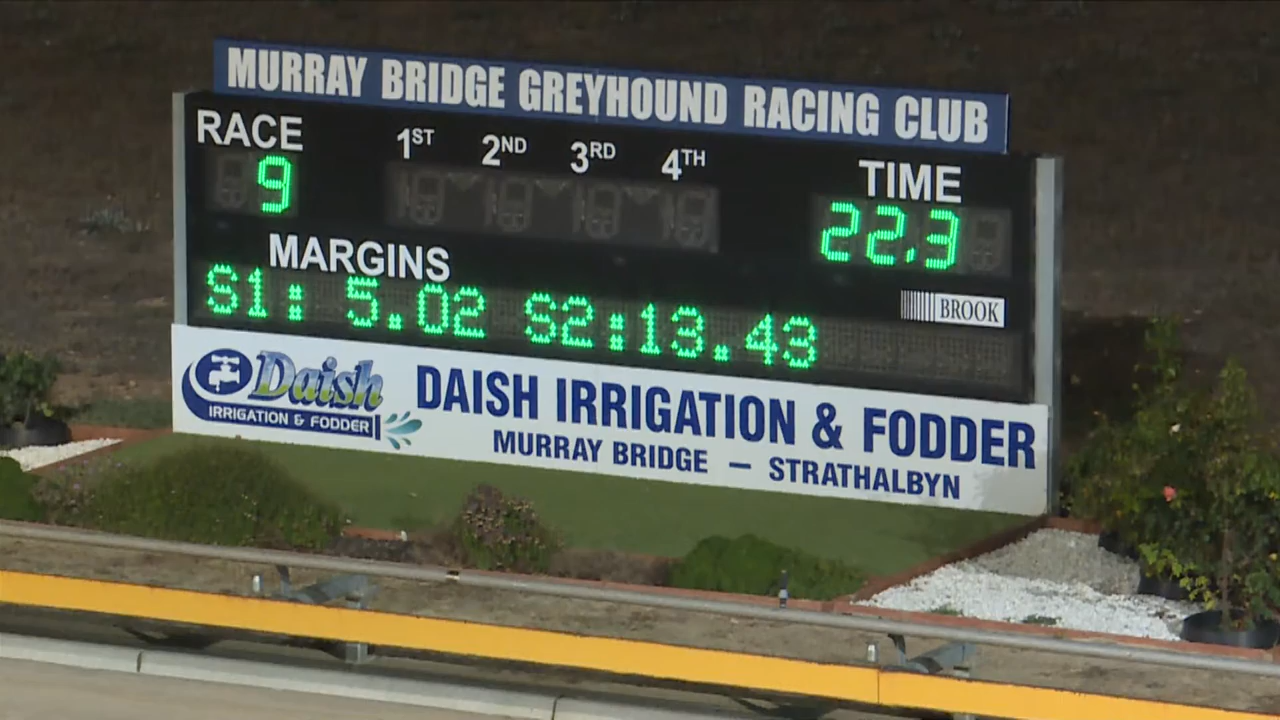 MURRAY BRIDGE GREYHOUND RACING CLUB
RACE 1ST 2ND 3RD 4TH TIME
9 22.3
MARGINS
S1: 5.02 S2:13.43
BROOK
Daish
IRRIGATION & FODDER
DAISH IRRIGATION & FODDER
MURRAY BRIDGE – STRATHALBYN